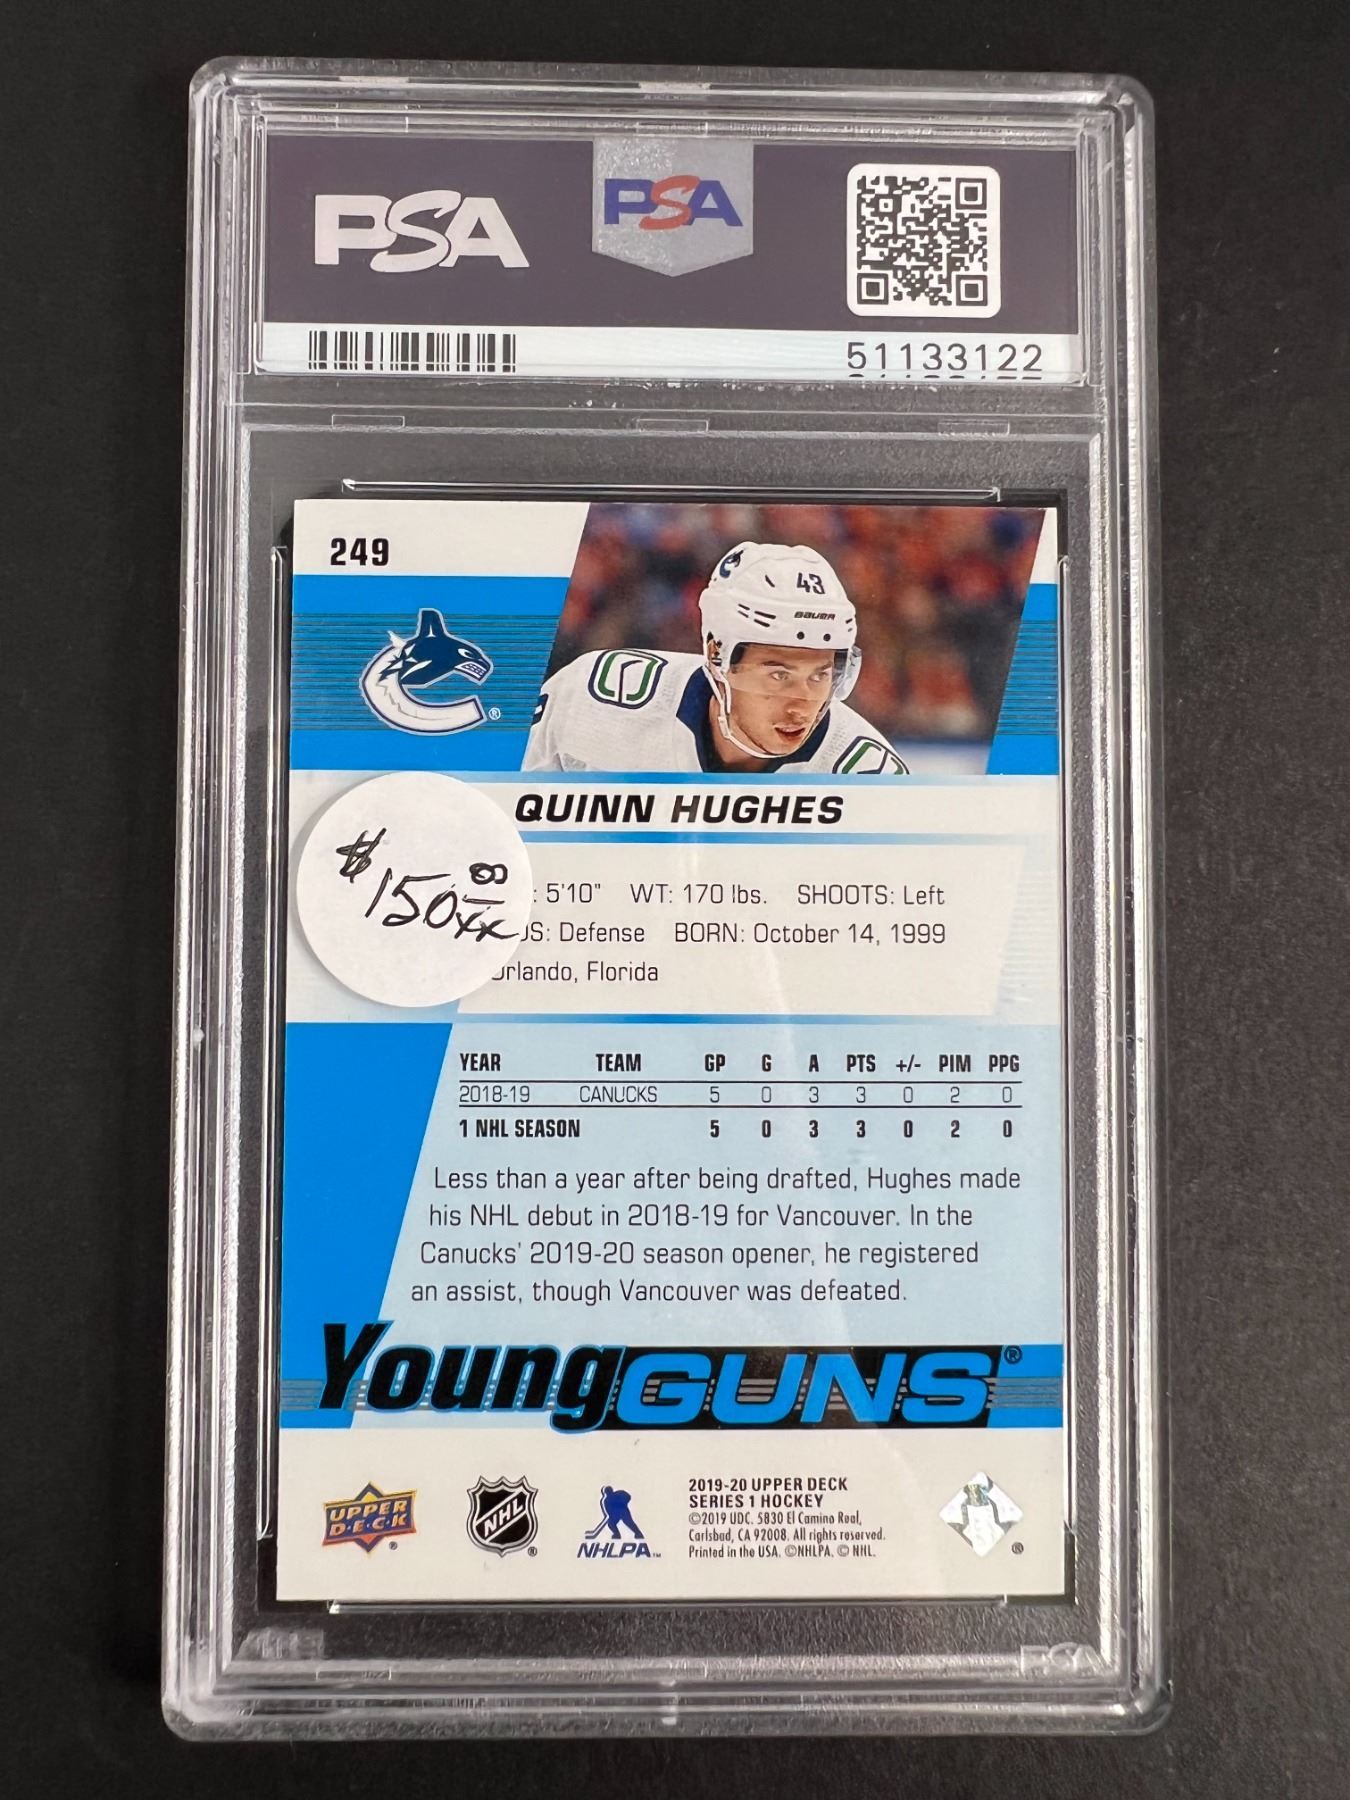 PSA
PSA
51133122
249
43
BAUER
QUINN HUGHES
$150.00
xx
: 5'10" WT: 170 lbs. SHOOTS: Left
: Defense BORN: October 14, 1999
Orlando, Florida
YEAR TEAM GP G A PTS +/- PIM PPG
2018-19 CANUCKS 5 0 3 3 0 2 0
1 NHL SEASON 5 0 3 3 0 2 0
Less than a year after being drafted, Hughes made
his NHL debut in 2018-19 for Vancouver. In the
Canucks' 2019-20 season opener, he registered
an assist, though Vancouver was defeated.
Young GUNS®
UPPER
D·E·C·K
®
NHL
®
NHLPA™
2019-20 UPPER DECK
SERIES 1 HOCKEY
©2019 UDC. 5830 El Camino Real,
Carlsbad, CA 92008. All rights reserved.
Printed in the USA. ©NHLPA. © NHL.
®
PSA